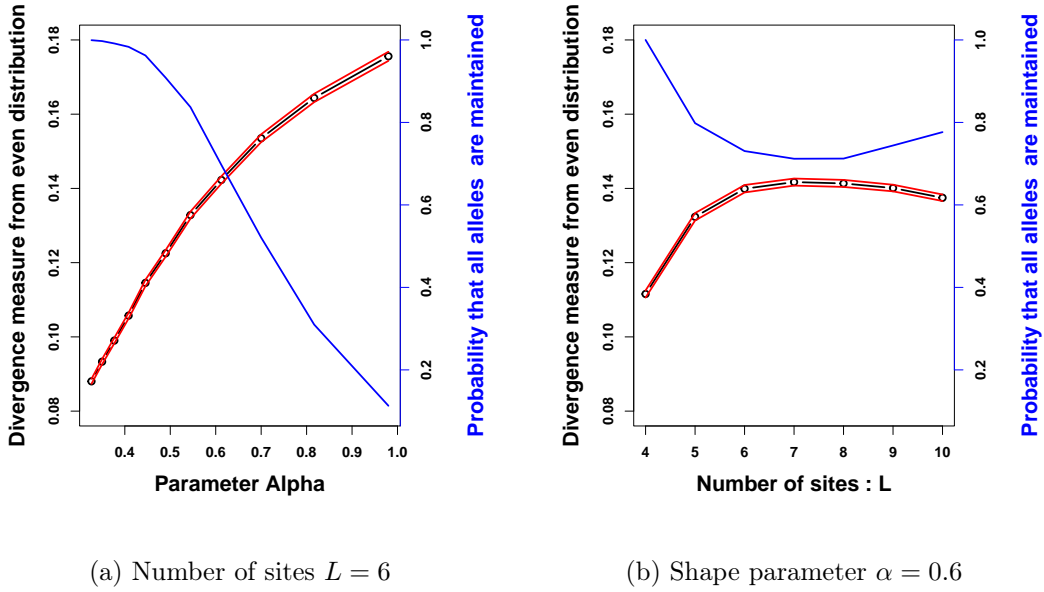 Divergence measure from even distribution
0.18
0.16
0.14
0.12
0.10
0.08
0.4 0.5 0.6 0.7 0.8 0.9 1.0
Parameter Alpha
1.0
0.8
0.6
0.4
0.2
Probability that all alleles are maintained
(a) Number of sites L = 6
Divergence measure from even distribution
0.18
0.16
0.14
0.12
0.10
0.08
4 5 6 7 8 9 10
Number of sites : L
1.0
0.8
0.6
0.4
0.2
Probability that all alleles are maintained
(b) Shape parameter α = 0.6